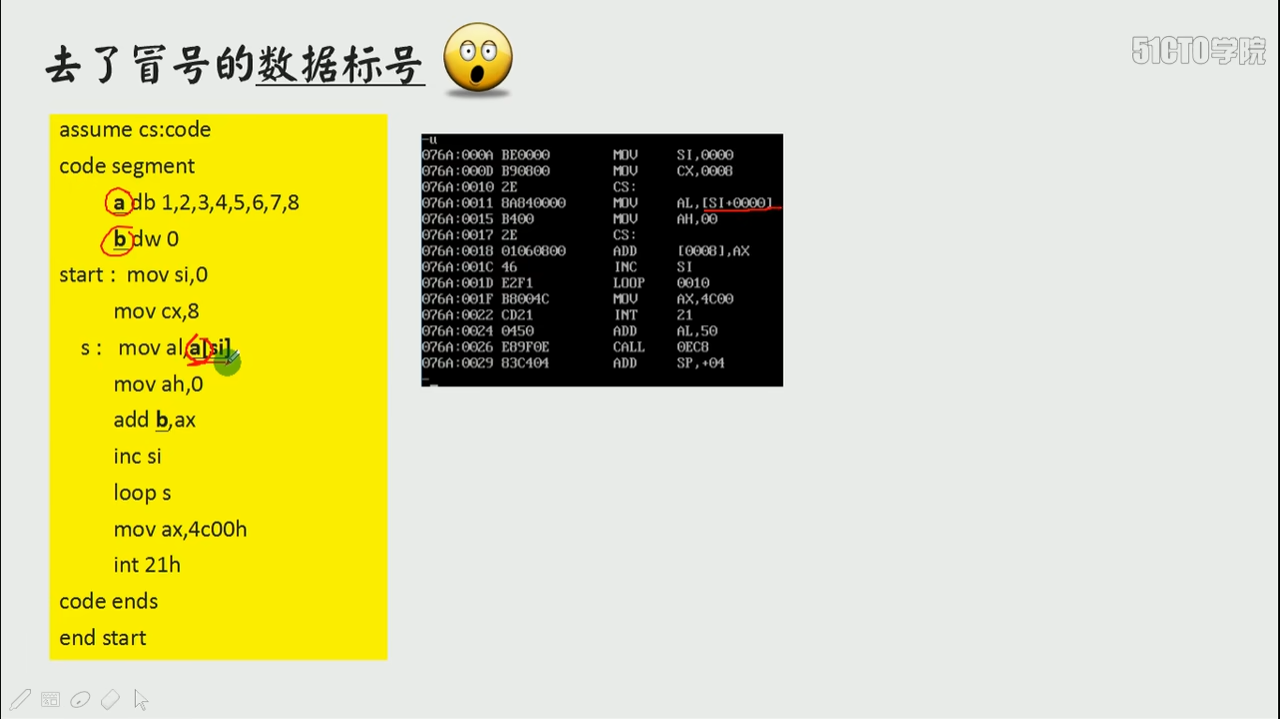 去了冒号的数据标号
51CTO学院
assume cs:code
code segment
a db 1,2,3,4,5,6,7,8
b dw 0
start : mov si,0
mov cx,8
s : mov al,a[si]
mov ah,0
add b,ax
inc si
loop s
mov ax,4c00h
int 21h
code ends
end start
-u
076A:000A BE0000 MOV SI,0000
076A:000D B90800 MOV CX,0008
076A:0010 2E CS:
076A:0011 8A840000 MOV AL,[SI+0000]
076A:0015 B400 MOV AH,00
076A:0017 2E CS:
076A:0018 01060800 ADD [0008],AX
076A:001C 46 INC SI
076A:001D E2F1 LOOP 0010
076A:001F B8004C MOV AX,4C00
076A:0022 CD21 INT 21
076A:0024 0450 ADD AL,50
076A:0026 E89F0E CALL 0EC8
076A:0029 83C404 ADD SP,+04
-